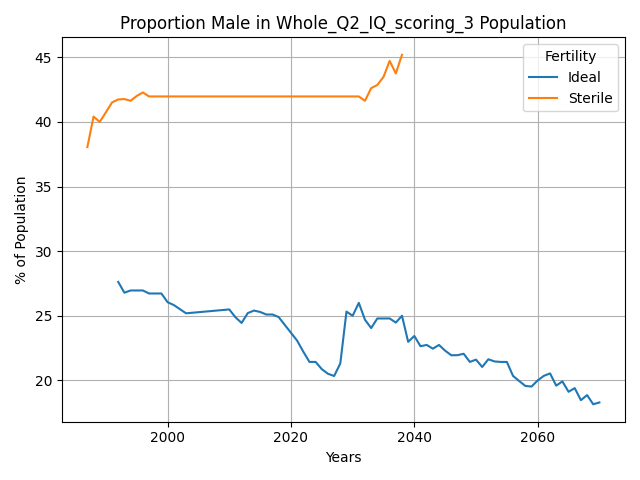 Proportion Male in Whole_Q2_IQ_scoring_3 Population
% of Population
45
40
35
30
25
20
2000
2020
2040
2060
Years
Fertility
Ideal
Sterile